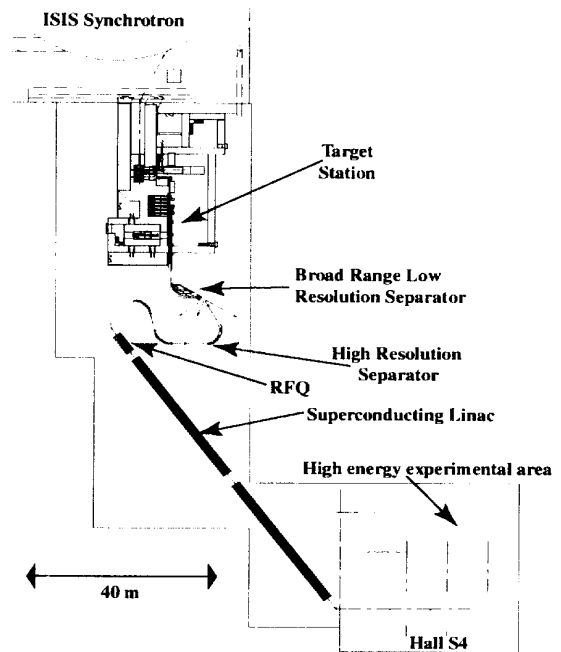 ISIS Synchrotron
Target
Station
Broad Range Low
Resolution Separator
High Resolution
Separator
RFQ
Superconducting Linac
High energy experimental area
40 m
Hall S4